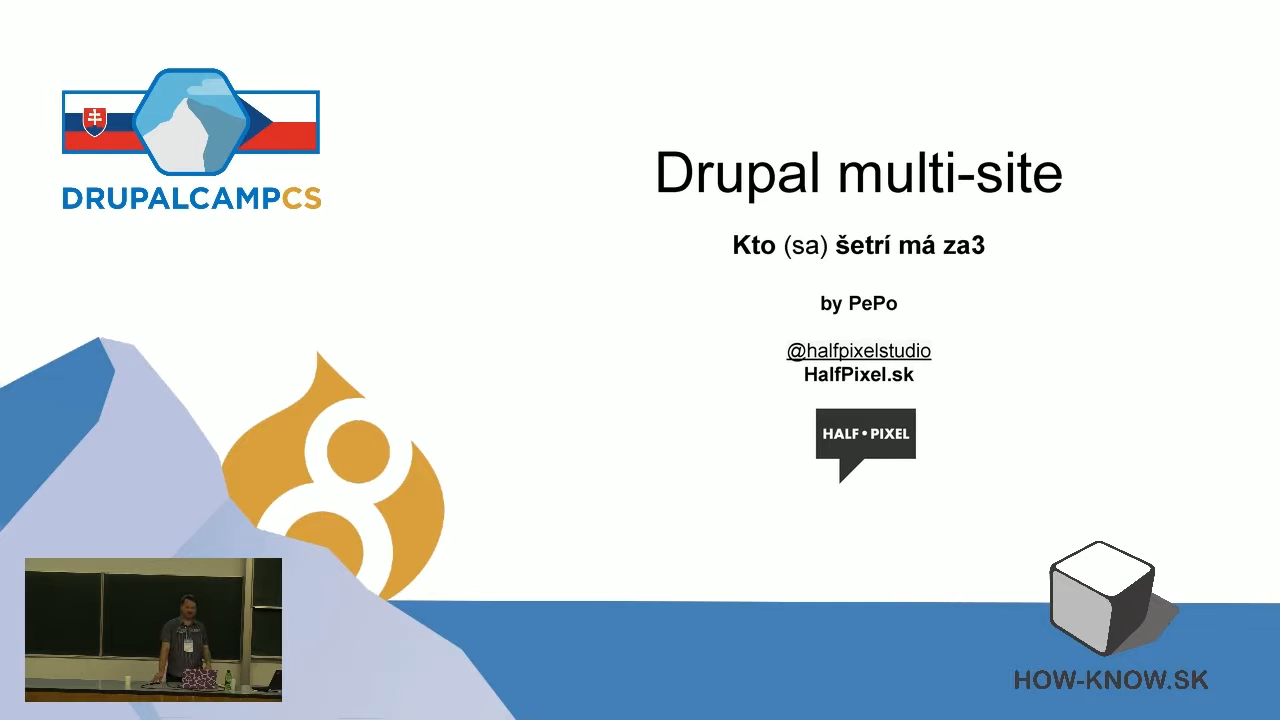 DRUPALCAMPCS
Drupal multi-site
Kto (sa) šetrí má za3
by PePo
@halfpixelstudio
HalfPixel.sk
HALF•PIXEL
8
HOW-KNOW.SK